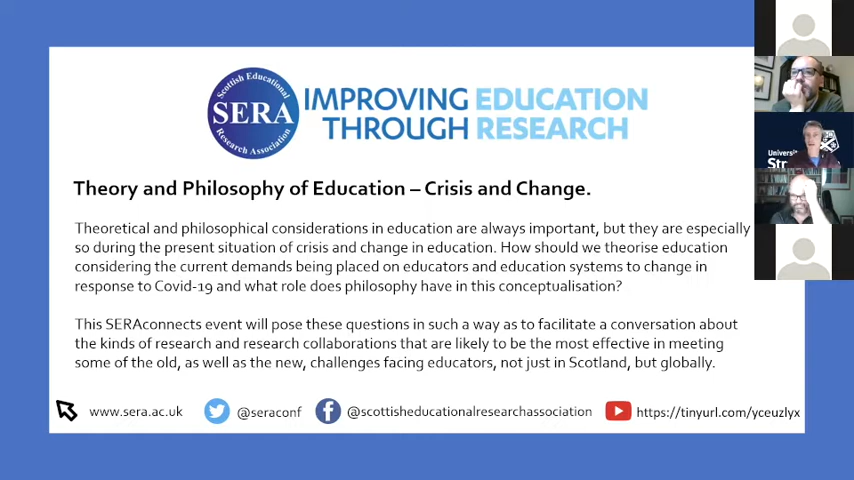 Scottish Educational
SERA
Research Association
IMPROVING EDUCATION
THROUGH RESEARCH
Theory and Philosophy of Education – Crisis and Change.
Theoretical and philosophical considerations in education are always important, but they are especially
so during the present situation of crisis and change in education. How should we theorise education
considering the current demands being placed on educators and education systems to change in
response to Covid-19 and what role does philosophy have in this conceptualisation?
This SERAconnects event will pose these questions in such a way as to facilitate a conversation about
the kinds of research and research collaborations that are likely to be the most effective in meeting
some of the old, as well as the new, challenges facing educators, not just in Scotland, but globally.
www.sera.ac.uk @seraconf @scottisheducationalresearchassociation https://tinyurl.com/yceuzlyx